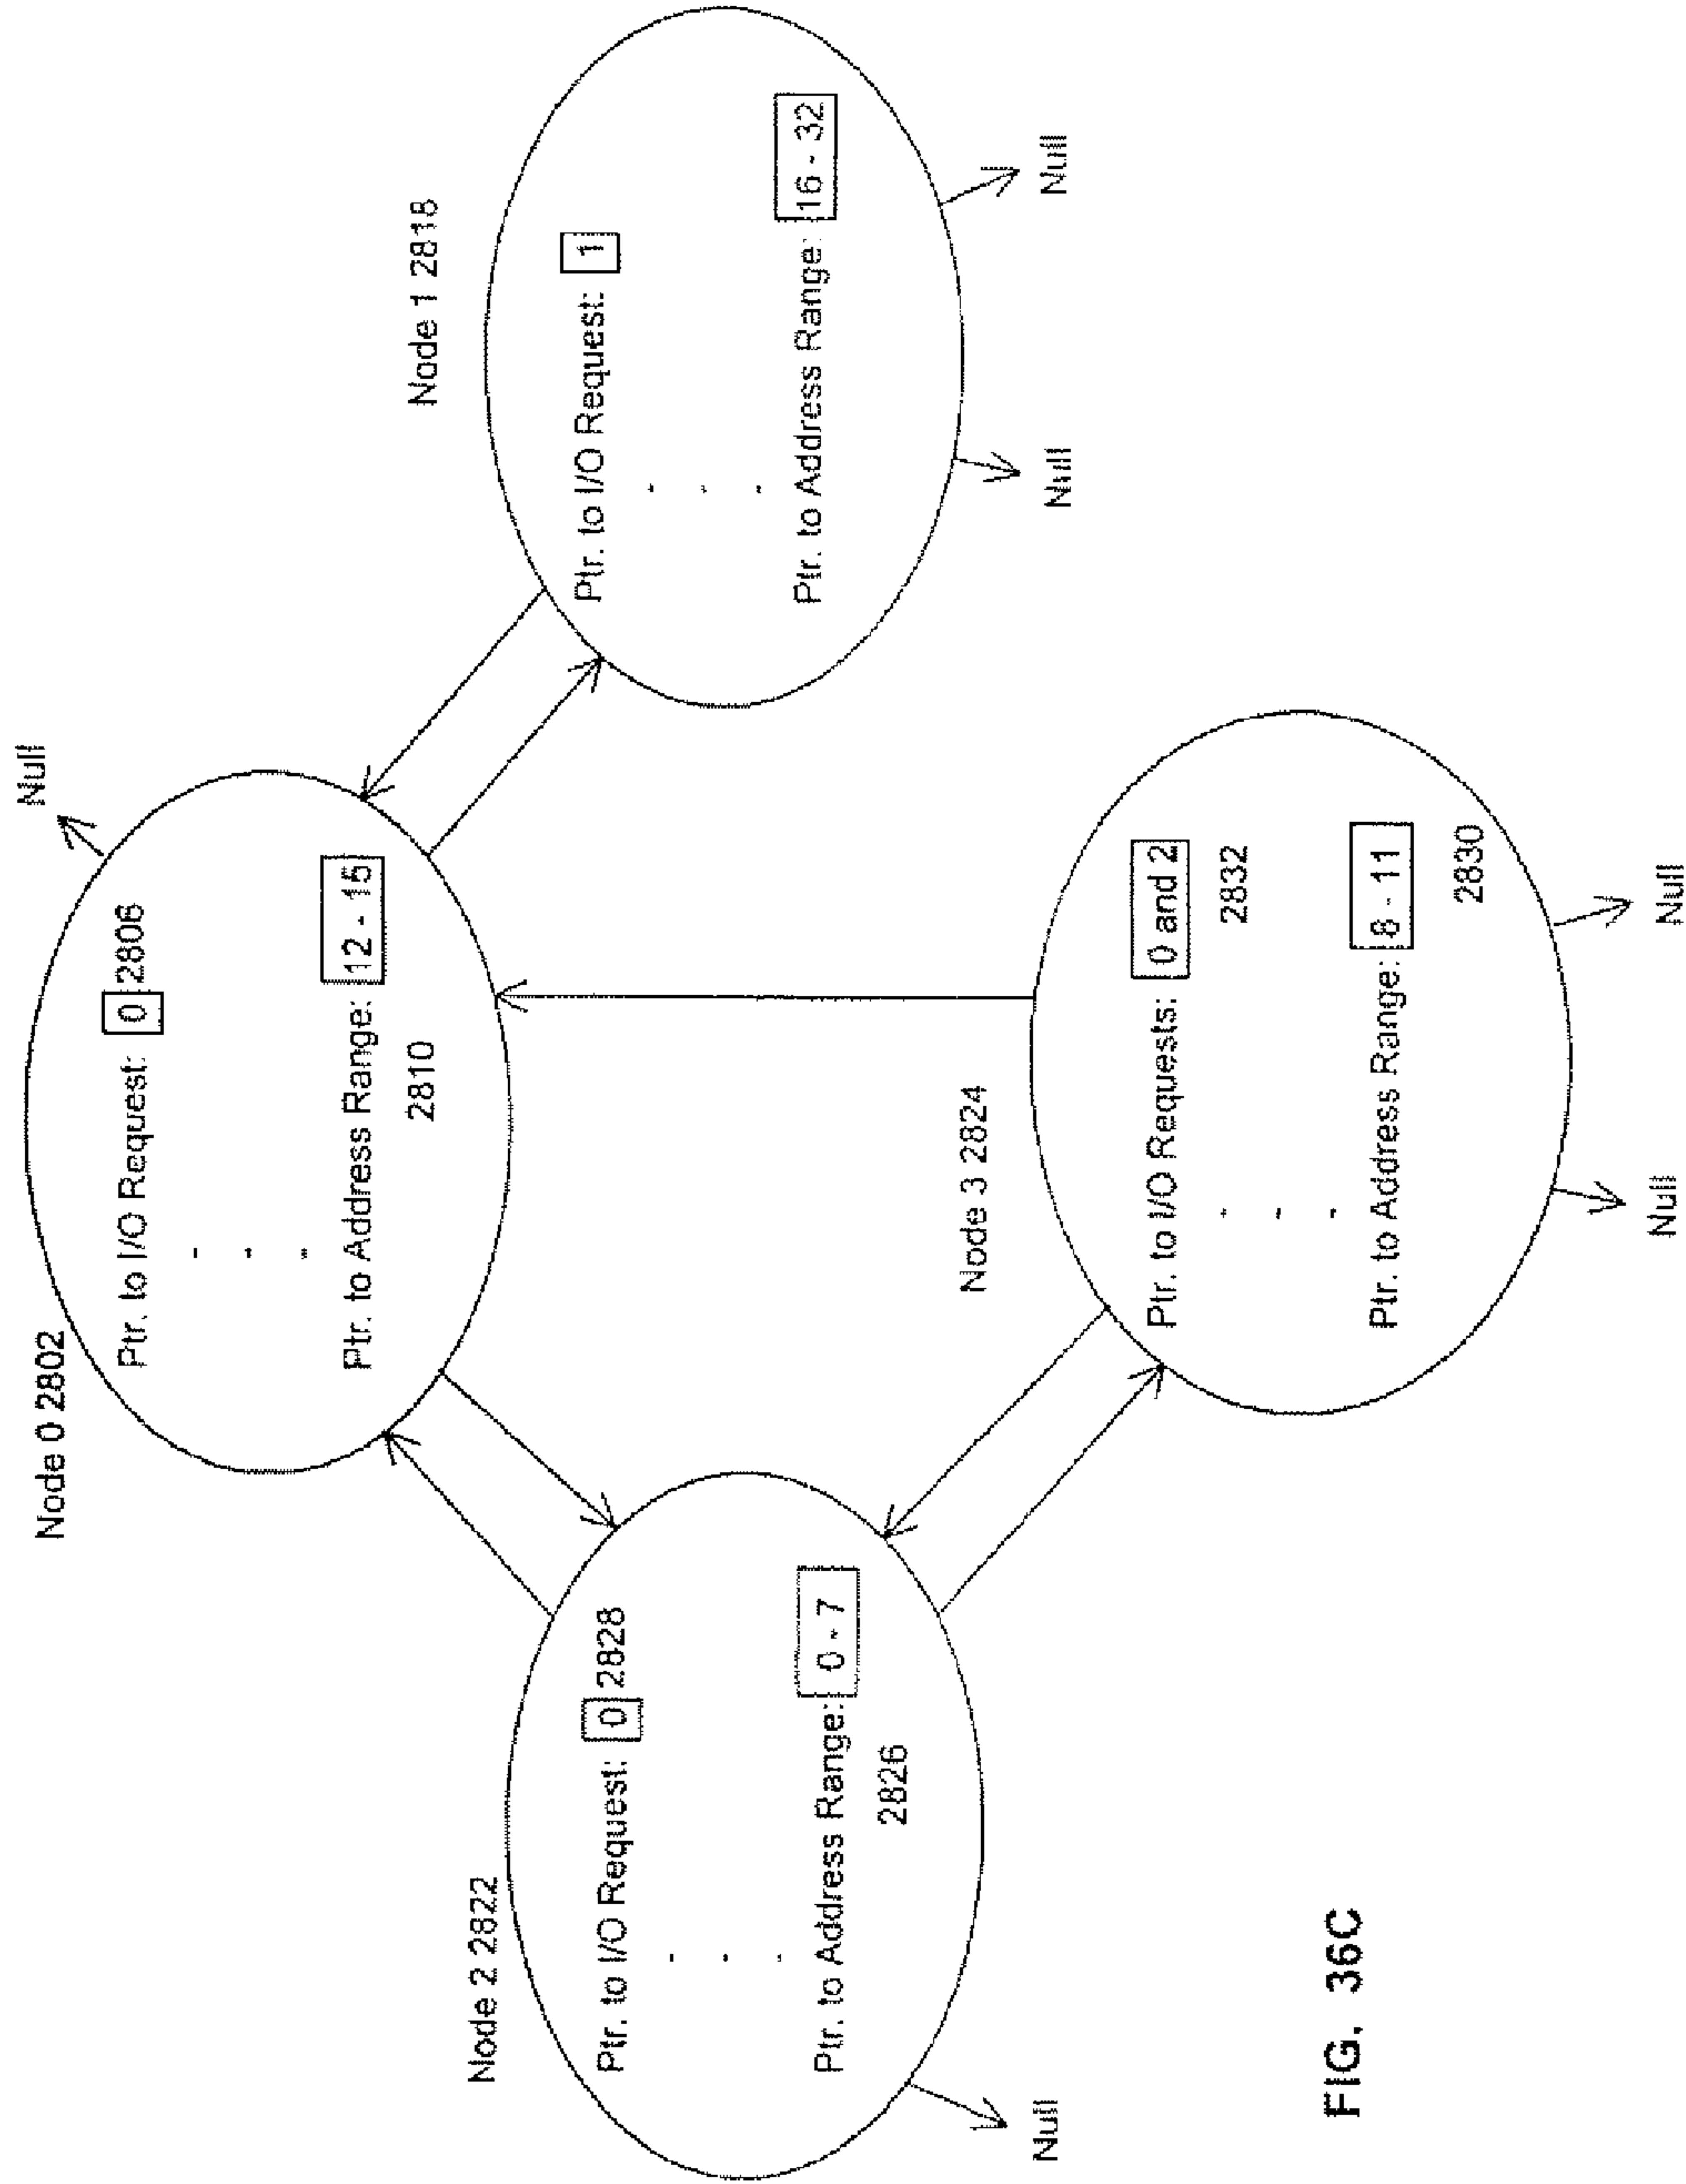 Null
Node 0 2802
Ptr. to I/O Request: 0 2806
Ptr. to Address Range: 12 - 15
2810
Node 1 2818
Ptr. to I/O Request: 1
Ptr. to Address Range: 16 - 32
Null
Null
Node 2 2822
Ptr. to I/O Request: 0 2828
Ptr. to Address Range: 0 - 7
2826
Null
Node 3 2824
Ptr. to I/O Requests: 0 and 2
2832
Ptr. to Address Range: 8 - 11
2830
Null
Null
FIG. 36C